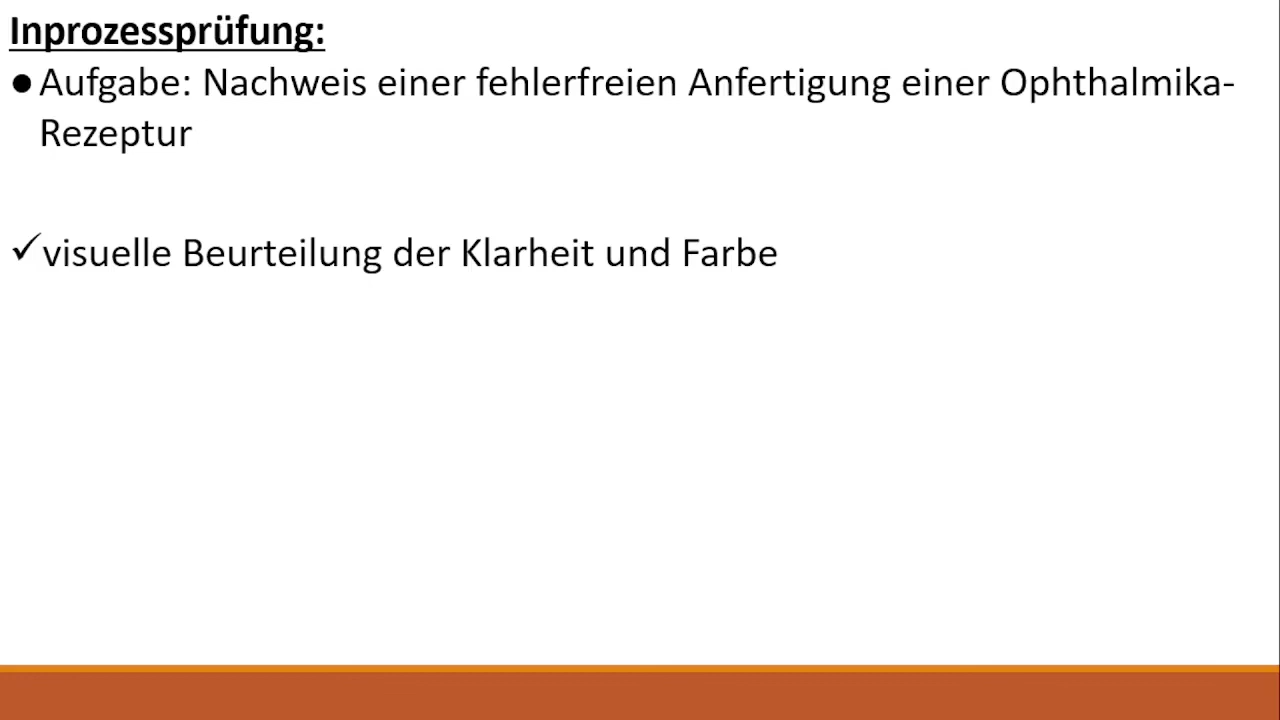 Inprozessprüfung:
●Aufgabe: Nachweis einer fehlerfreien Anfertigung einer Ophthalmika-
Rezeptur
✓visuelle Beurteilung der Klarheit und Farbe